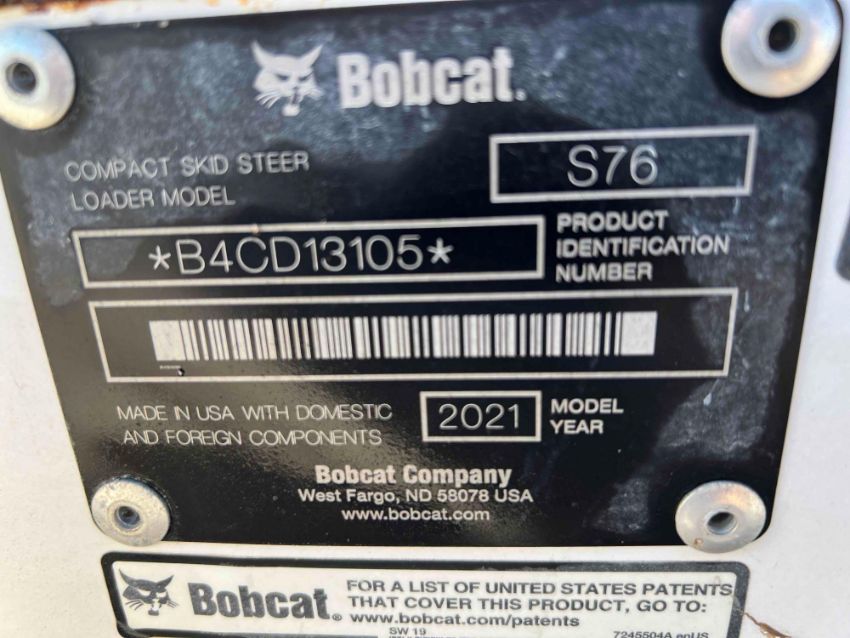 Bobcat.
COMPACT SKID STEER
LOADER MODEL
S76
*B4CD13105*
PRODUCT
IDENTIFICATION
NUMBER
MADE IN USA WITH DOMESTIC
AND FOREIGN COMPONENTS
2021
MODEL
YEAR
Bobcat Company
West Fargo, ND 58078 USA
www.bobcat.com
Bobcat®
FOR A LIST OF UNITED STATES PATENTS
THAT COVER THIS PRODUCT, GO TO:
www.bobcat.com/patents
SW 19
7245504A enUS